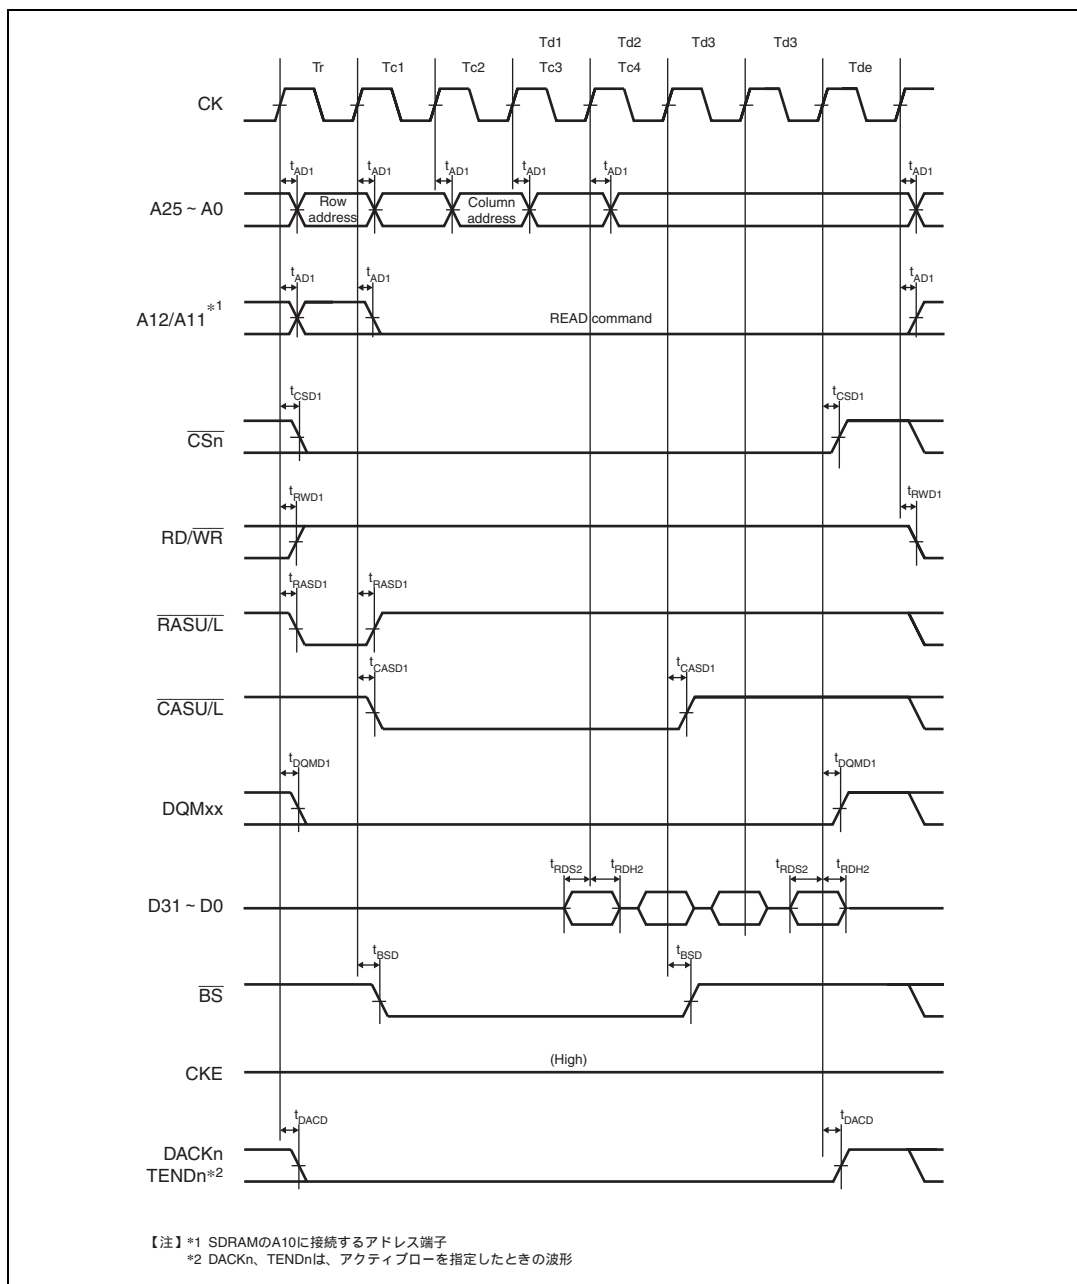 Td1 Td2 Td3 Td3
Tr Tc1 Tc2 Tc3 Tc4 Tde
CK
tAD1 tAD1 tAD1 tAD1 tAD1 tAD1
A25 ~ A0
Row address
Column address
tAD1 tAD1 tAD1
A12/A11*1
READ command
tCSD1 tCSD1
CSn
tRWD1 tRWD1
RD/WR
tRASD1 tRASD1
RASU/L
tCASD1 tCASD1
CASU/L
tDQMD1 tDQMD1
DQMxx
tRDS2 tRDH2 tRDS2 tRDH2
D31 ~ D0
tBSD tBSD
BS
(High)
CKE
tDACD tDACD
DACKn
TENDn*2
【注】*1 SDRAMのA10に接続するアドレス端子
*2 DACKn、TENDnは、アクティブローを指定したときの波形